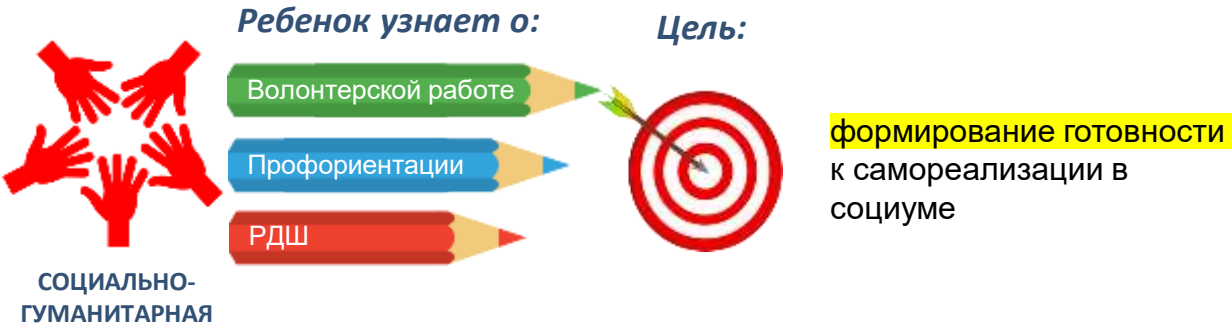 Ребенок узнает о:
Цель:
Волонтерской работе
Профориентации
РДШ
формирование готовности
к самореализации в
социуме
СОЦИАЛЬНО-
ГУМАНИТАРНАЯ